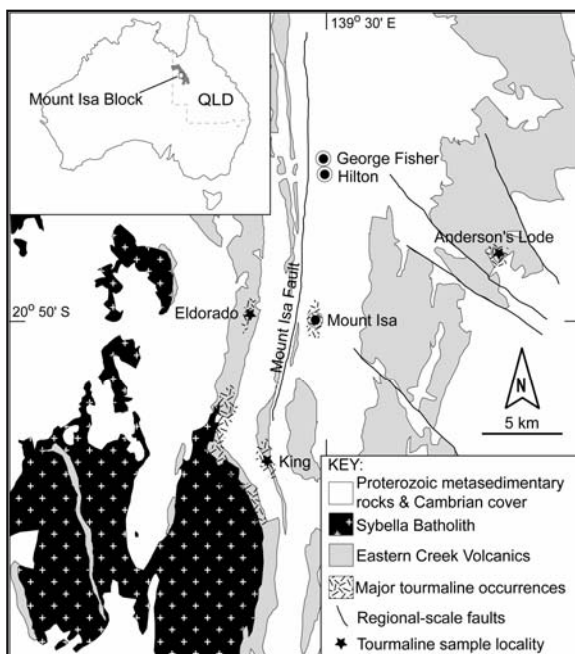 139° 30' E
Mount Isa Block
QLD
George Fisher
Hilton
Anderson's Lode
Mount Isa Fault
20° 50' S
Eldorado
Mount Isa
N
5 km
King
KEY:
Proterozoic metasedimentary
rocks & Cambrian cover
Sybella Batholith
Eastern Creek Volcanics
Major tourmaline occurrences
Regional-scale faults
Tourmaline sample locality